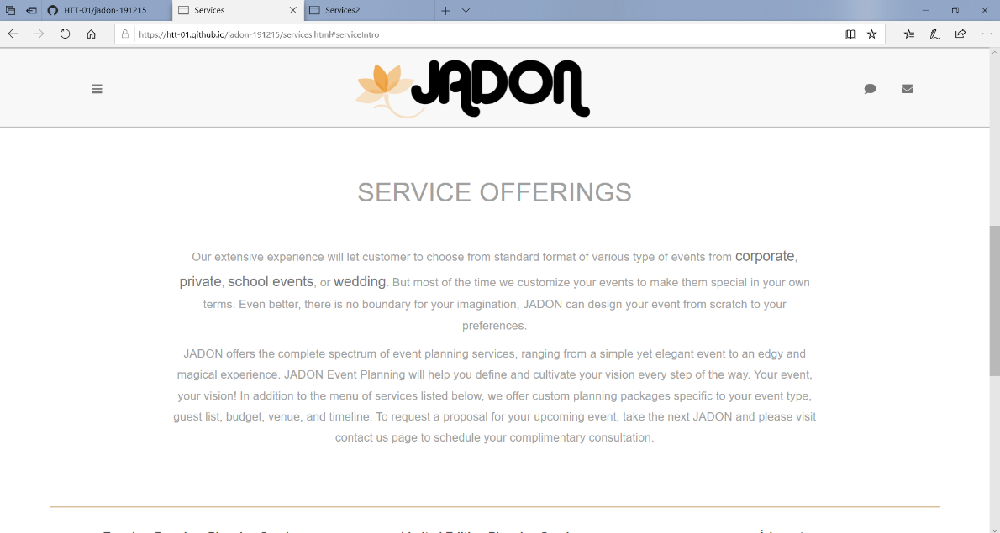 HTT-01/jadon-191215
Services
Services2
https://htt-01.github.io/jadon-191215/services.html#serviceIntro
JADON
SERVICE OFFERINGS
Our extensive experience will let customer to choose from standard format of various type of events from corporate,
private, school events, or wedding. But most of the time we customize your events to make them special in your own
terms. Even better, there is no boundary for your imagination, JADON can design your event from scratch to your
preferences.
JADON offers the complete spectrum of event planning services, ranging from a simple yet elegant event to an edgy and
magical experience. JADON Event Planning will help you define and cultivate your vision every step of the way. Your event,
your vision! In addition to the menu of services listed below, we offer custom planning packages specific to your event type,
guest list, budget, venue, and timeline. To request a proposal for your upcoming event, take the next JADON and please visit
contact us page to schedule your complimentary consultation.